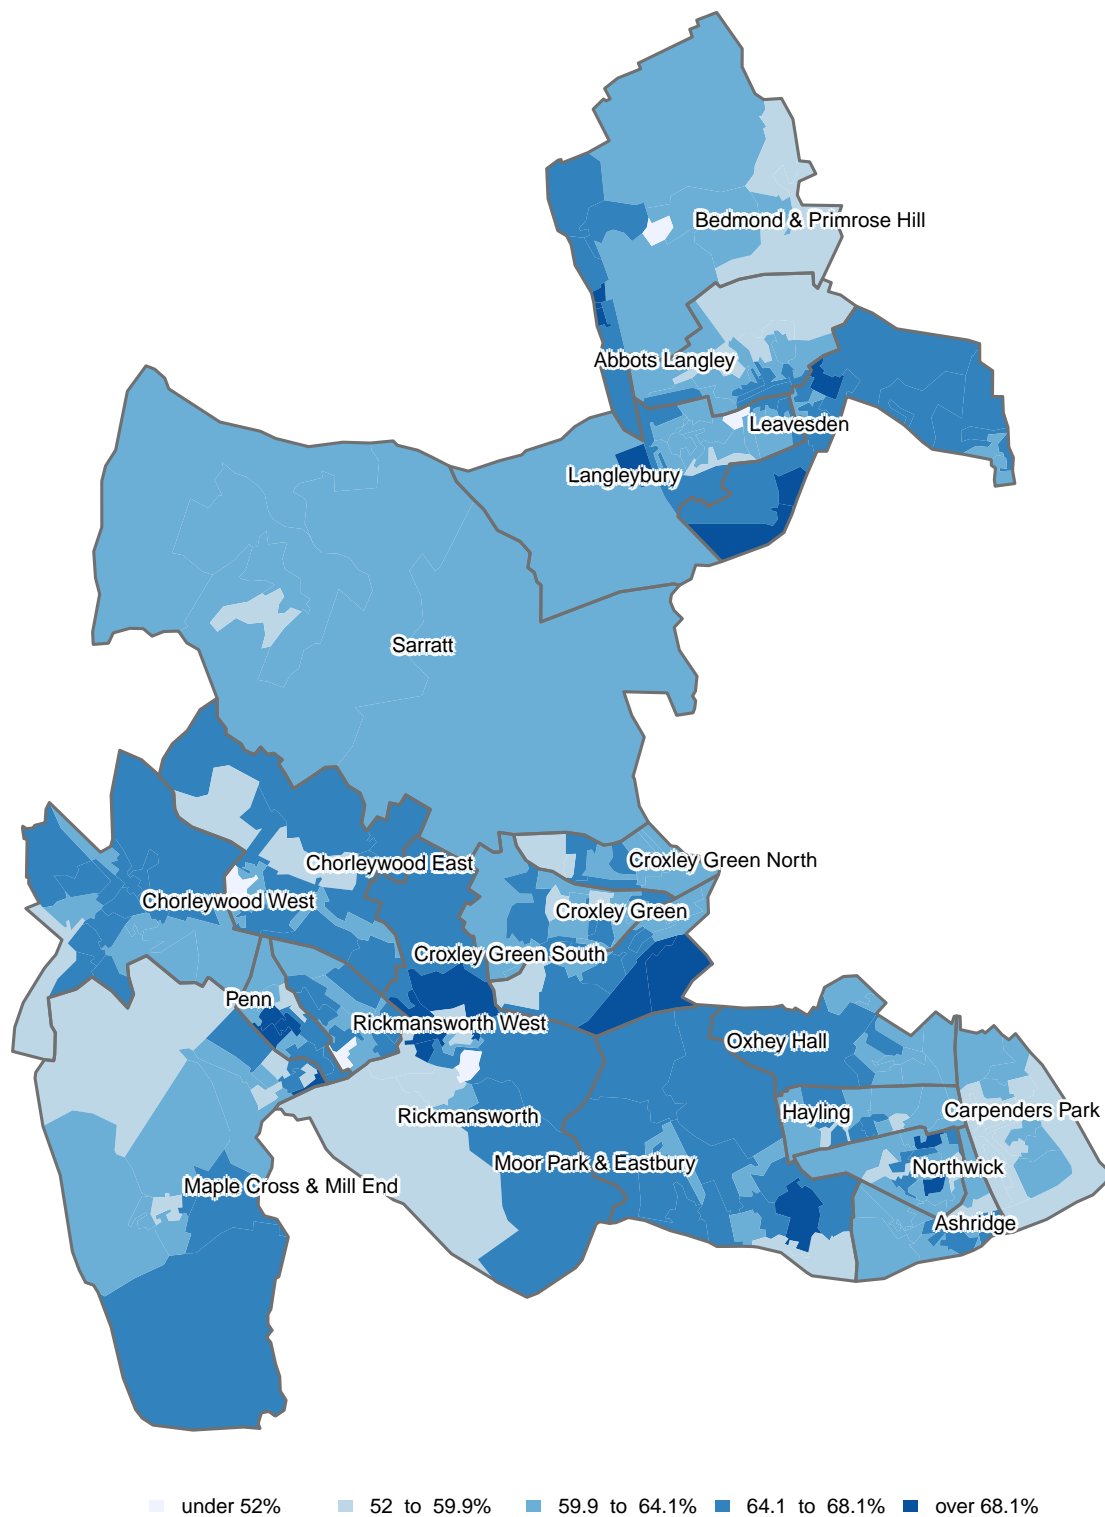 Bedmond & Primrose Hill
Abbots Langley
Leavesden
Langleybury
Sarratt
Croxley Green North
Chorleywood East
Chorleywood West
Croxley Green
Croxley Green South
Penn
Rickmansworth West
Oxhey Hall
Rickmansworth
Hayling
Carpenders Park
Moor Park & Eastbury
Northwick
Maple Cross & Mill End
Ashridge
under 52% 52 to 59.9% 59.9 to 64.1% 64.1 to 68.1% over 68.1%